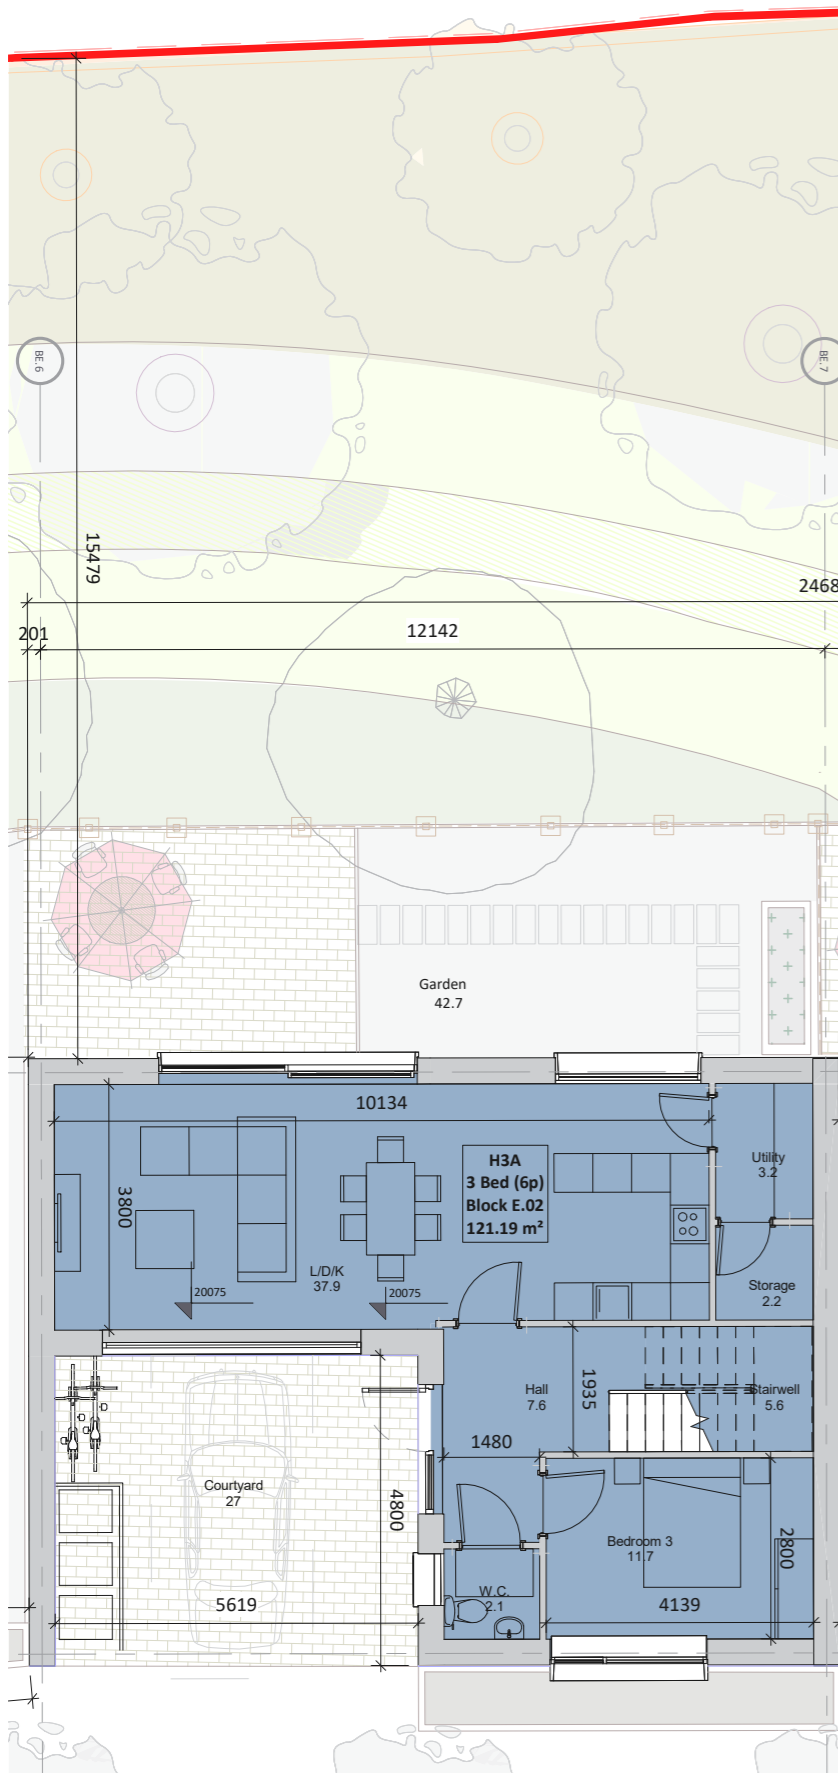 BE.6
BE.7
15479
2468
201
12142
Garden
42.7
10134
3800
H3A
3 Bed (6p)
Block E.02
121.19 m²
Utility
3.2
L/D/K
37.9
20075
20075
Storage
2.2
Hall
7.6
1935
Stairwell
5.6
1480
Courtyard
27
4800
Bedroom 3
11.7
2800
W.C.
2.1
5619
4139